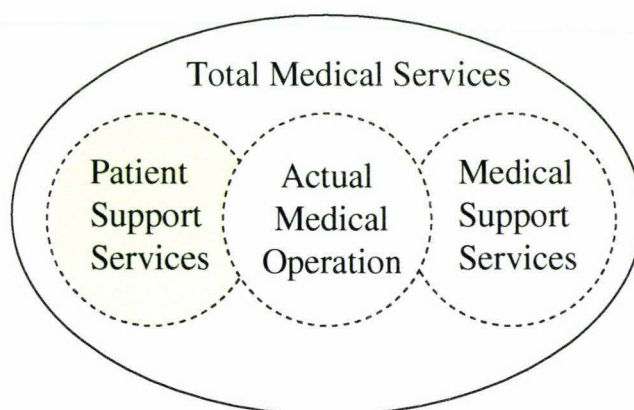 Total Medical Services
Patient
Support
Services
Actual
Medical
Operation
Medical
Support
Services